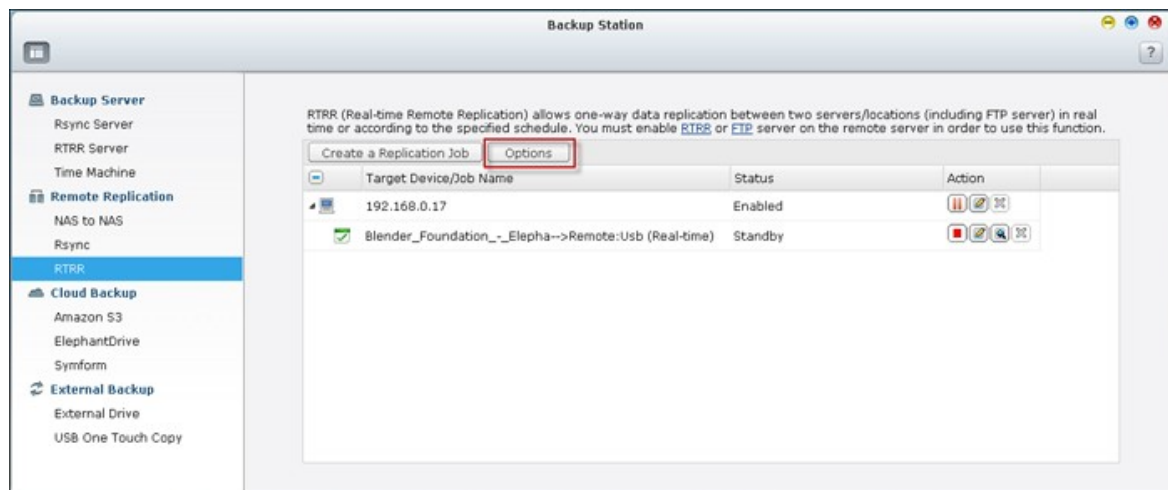 Backup Station
?
Backup Server
Rsync Server
RTRR Server
Time Machine
Remote Replication
NAS to NAS
Rsync
RTRR
Cloud Backup
Amazon S3
ElephantDrive
Symform
External Backup
External Drive
USB One Touch Copy
RTRR (Real-time Remote Replication) allows one-way data replication between two servers/locations (including FTP server) in real
time or according to the specified schedule. You must enable RTRR or FTP server on the remote server in order to use this function.
Create a Replication Job Options
Target Device/Job Name Status Action
192.168.0.17 Enabled
Blender_Foundation_-_Elepha-->Remote:Usb (Real-time) Standby